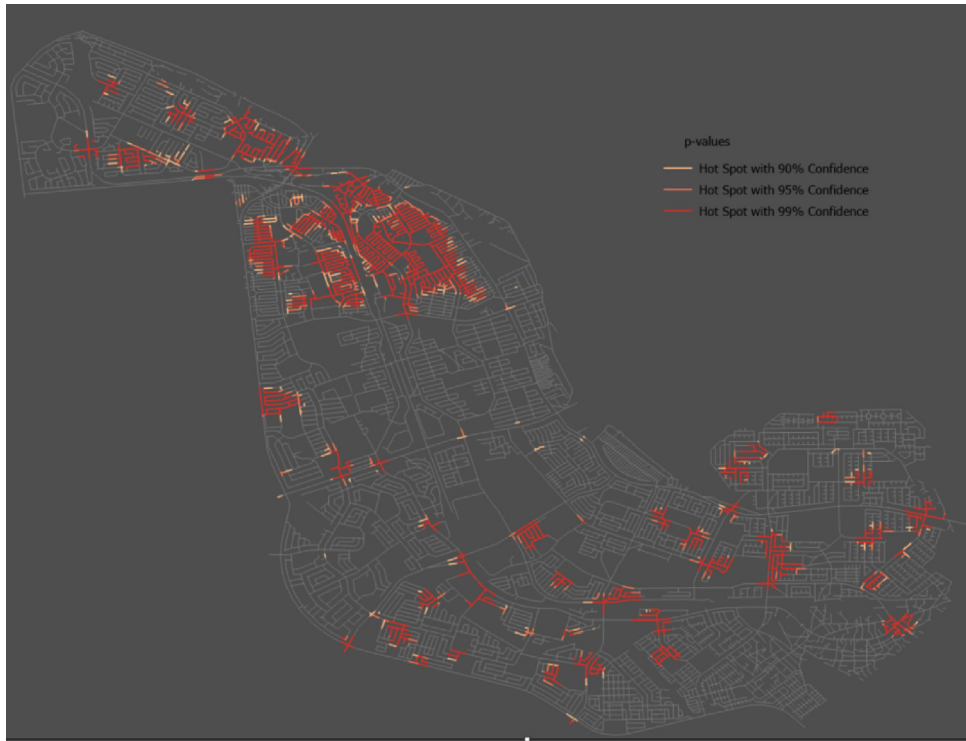 p-values
Hot Spot with 90% Confidence
Hot Spot with 95% Confidence
Hot Spot with 99% Confidence